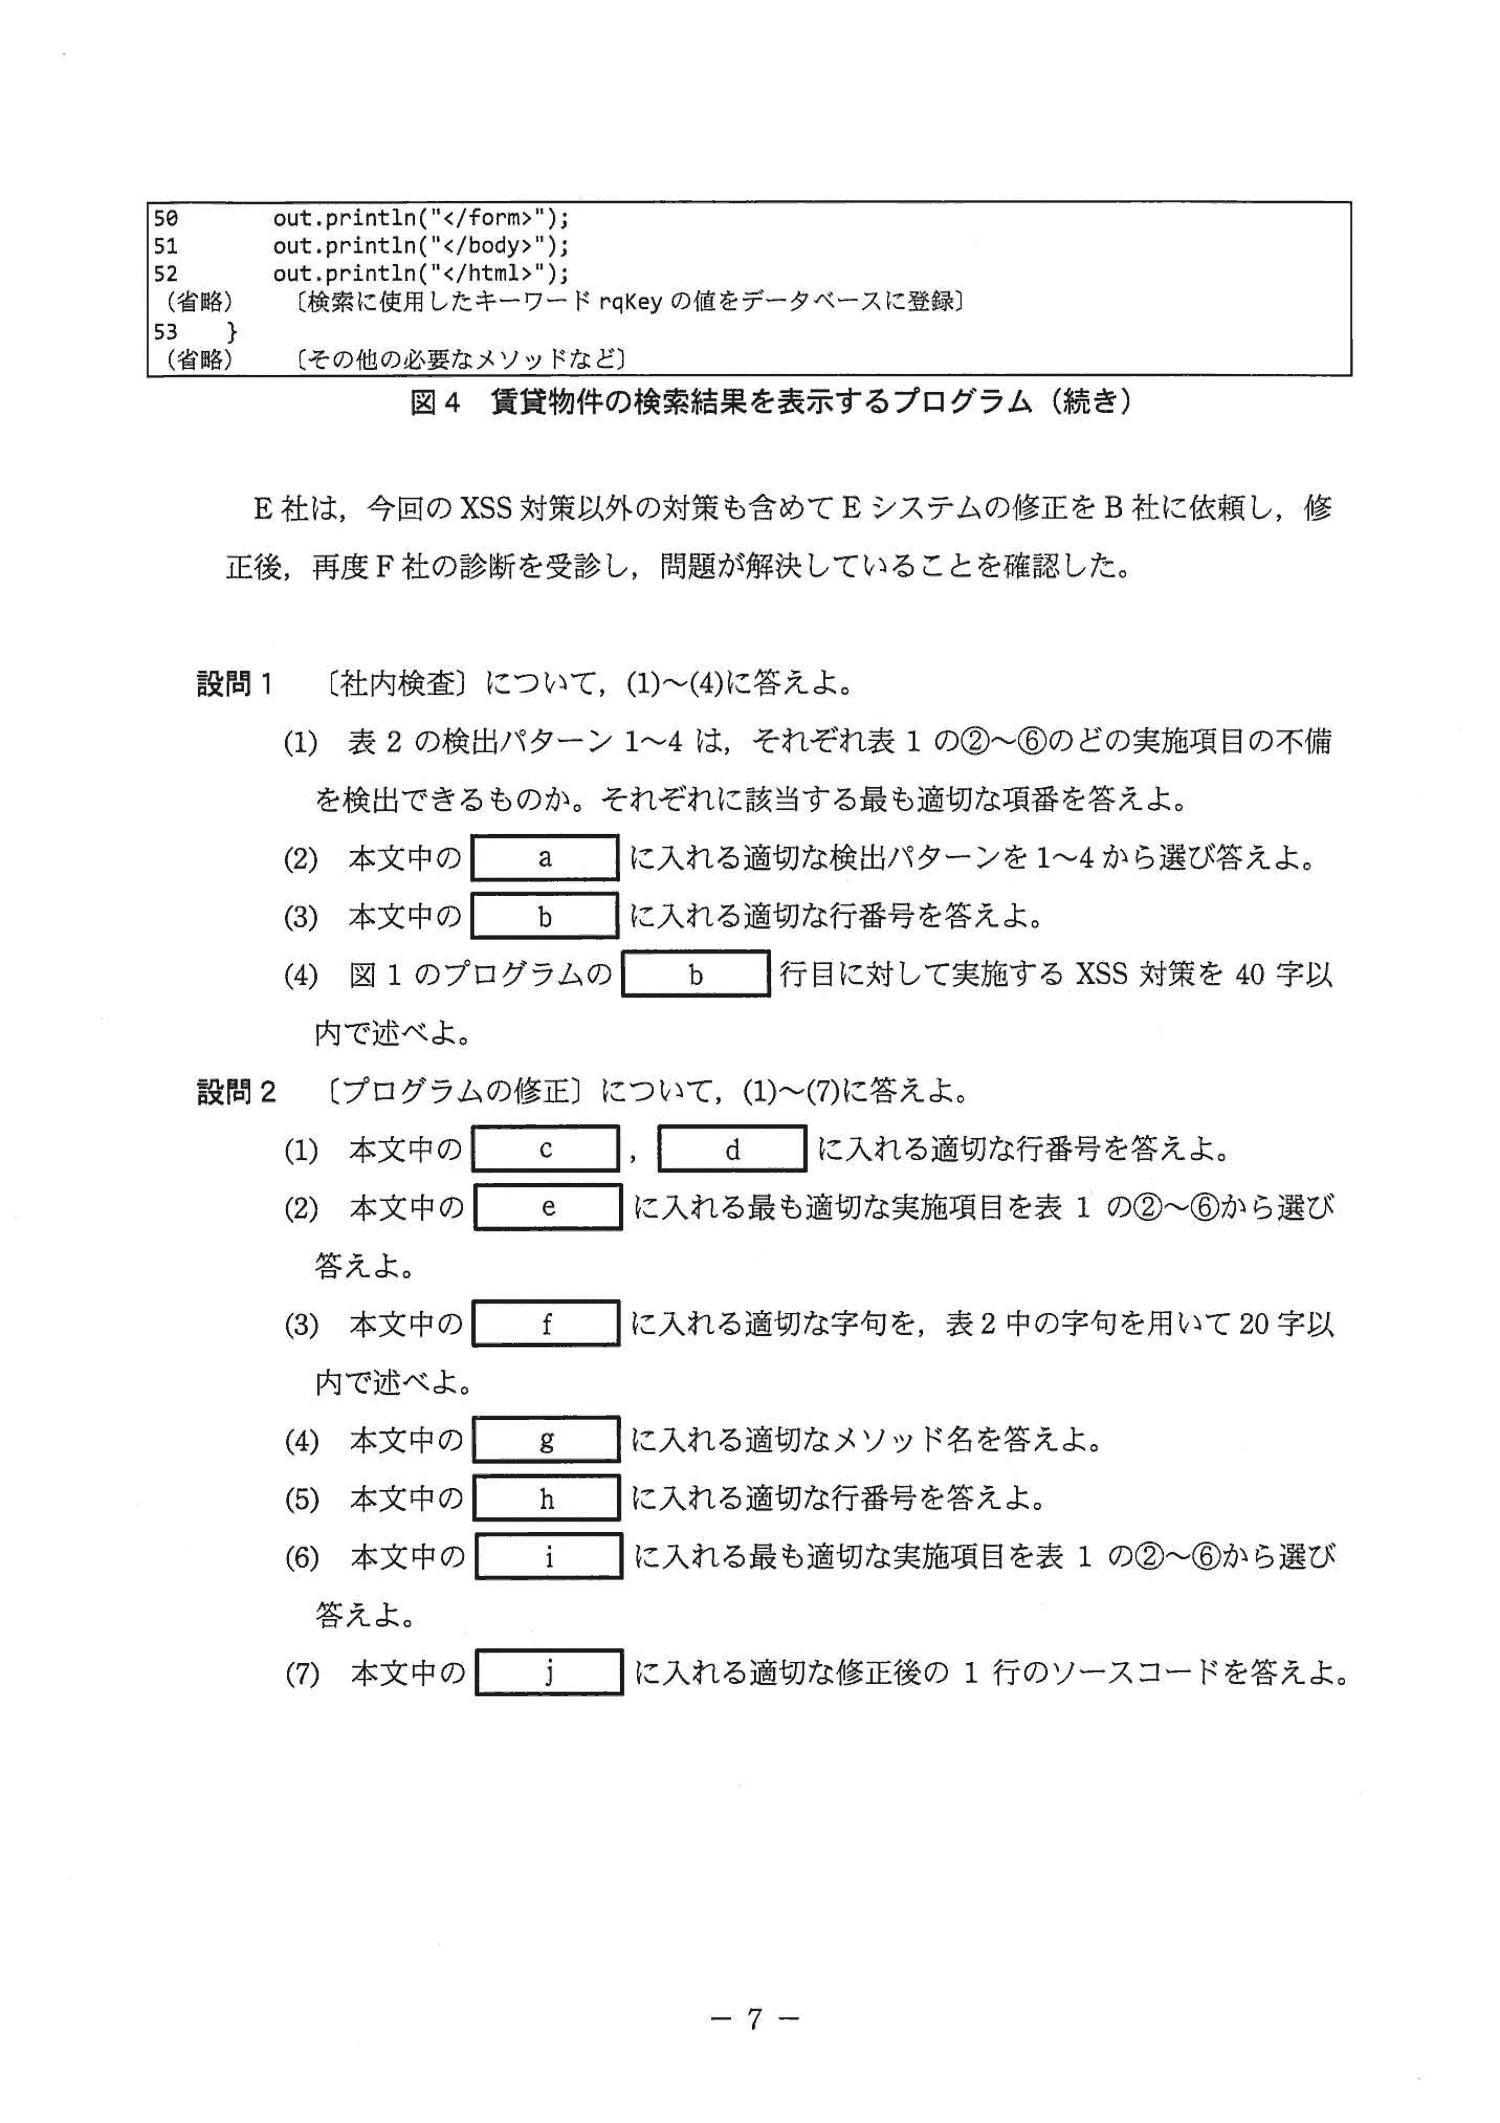 50 out.println("</form>");
51 out.println("</body>");
52 out.println("</html>");
（省略） 〔検索に使用したキーワード rqKey の値をデータベースに登録〕
53 }
（省略） 〔その他の必要なメソッドなど〕
図 4 賃貸物件の検索結果を表示するプログラム（続き）
E 社は，今回の XSS 対策以外の対策も含めて E システムの修正を B 社に依頼し，修
正後，再度 F 社の診断を受診し，問題が解決していることを確認した。
設問 1 〔社内検査〕について，(1)～(4)に答えよ。
(1) 表 2 の検出パターン 1～4 は，それぞれ表 1 の②～⑥のどの実施項目の不備
を検出できるものか。それぞれに該当する最も適切な項番を答えよ。
(2) 本文中の a に入れる適切な検出パターンを 1～4 から選び答えよ。
(3) 本文中の b に入れる適切な行番号を答えよ。
(4) 図 1 のプログラムの b 行目に対して実施する XSS 対策を 40 字以
内で述べよ。
設問 2 〔プログラムの修正〕について，(1)～(7)に答えよ。
(1) 本文中の c ， d に入れる適切な行番号を答えよ。
(2) 本文中の e に入れる最も適切な実施項目を表 1 の②～⑥から選び
答えよ。
(3) 本文中の f に入れる適切な字句を，表 2 中の字句を用いて 20 字以
内で述べよ。
(4) 本文中の g に入れる適切なメソッド名を答えよ。
(5) 本文中の h に入れる適切な行番号を答えよ。
(6) 本文中の i に入れる最も適切な実施項目を表 1 の②～⑥から選び
答えよ。
(7) 本文中の j に入れる適切な修正後の 1 行のソースコードを答えよ。
－ 7 －